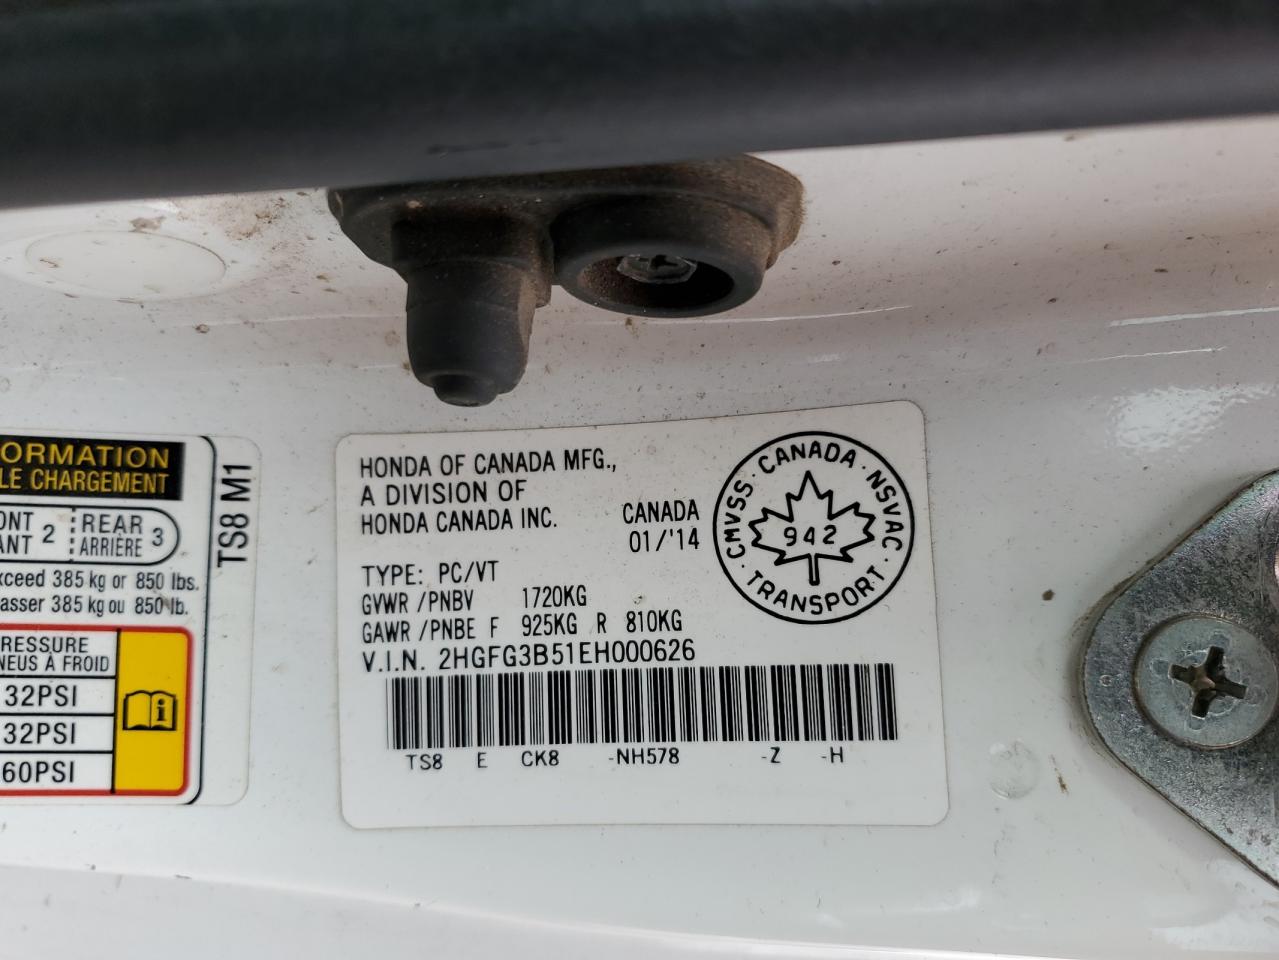 ORMATION
LE CHARGEMENT
ONT 2 REAR 3
ANT ARRIÈRE
xceed 385 kg or 850 lbs.
asser 385 kg ou 850 lb.
RESSURE
NEUS À FROID
32PSI
32PSI
60PSI
TS8 M1
HONDA OF CANADA MFG.,
A DIVISION OF
HONDA CANADA INC.
CANADA
01/'14
TYPE: PC/VT
GVWR/PNBV 1720KG
GAWR/PNBE F 925KG R 810KG
V.I.N. 2HGFG3B51EH000626
TS8 E CK8 -NH578 -Z -H
CMVSS · CANADA · NSVAC · TRANSPORT ·
942